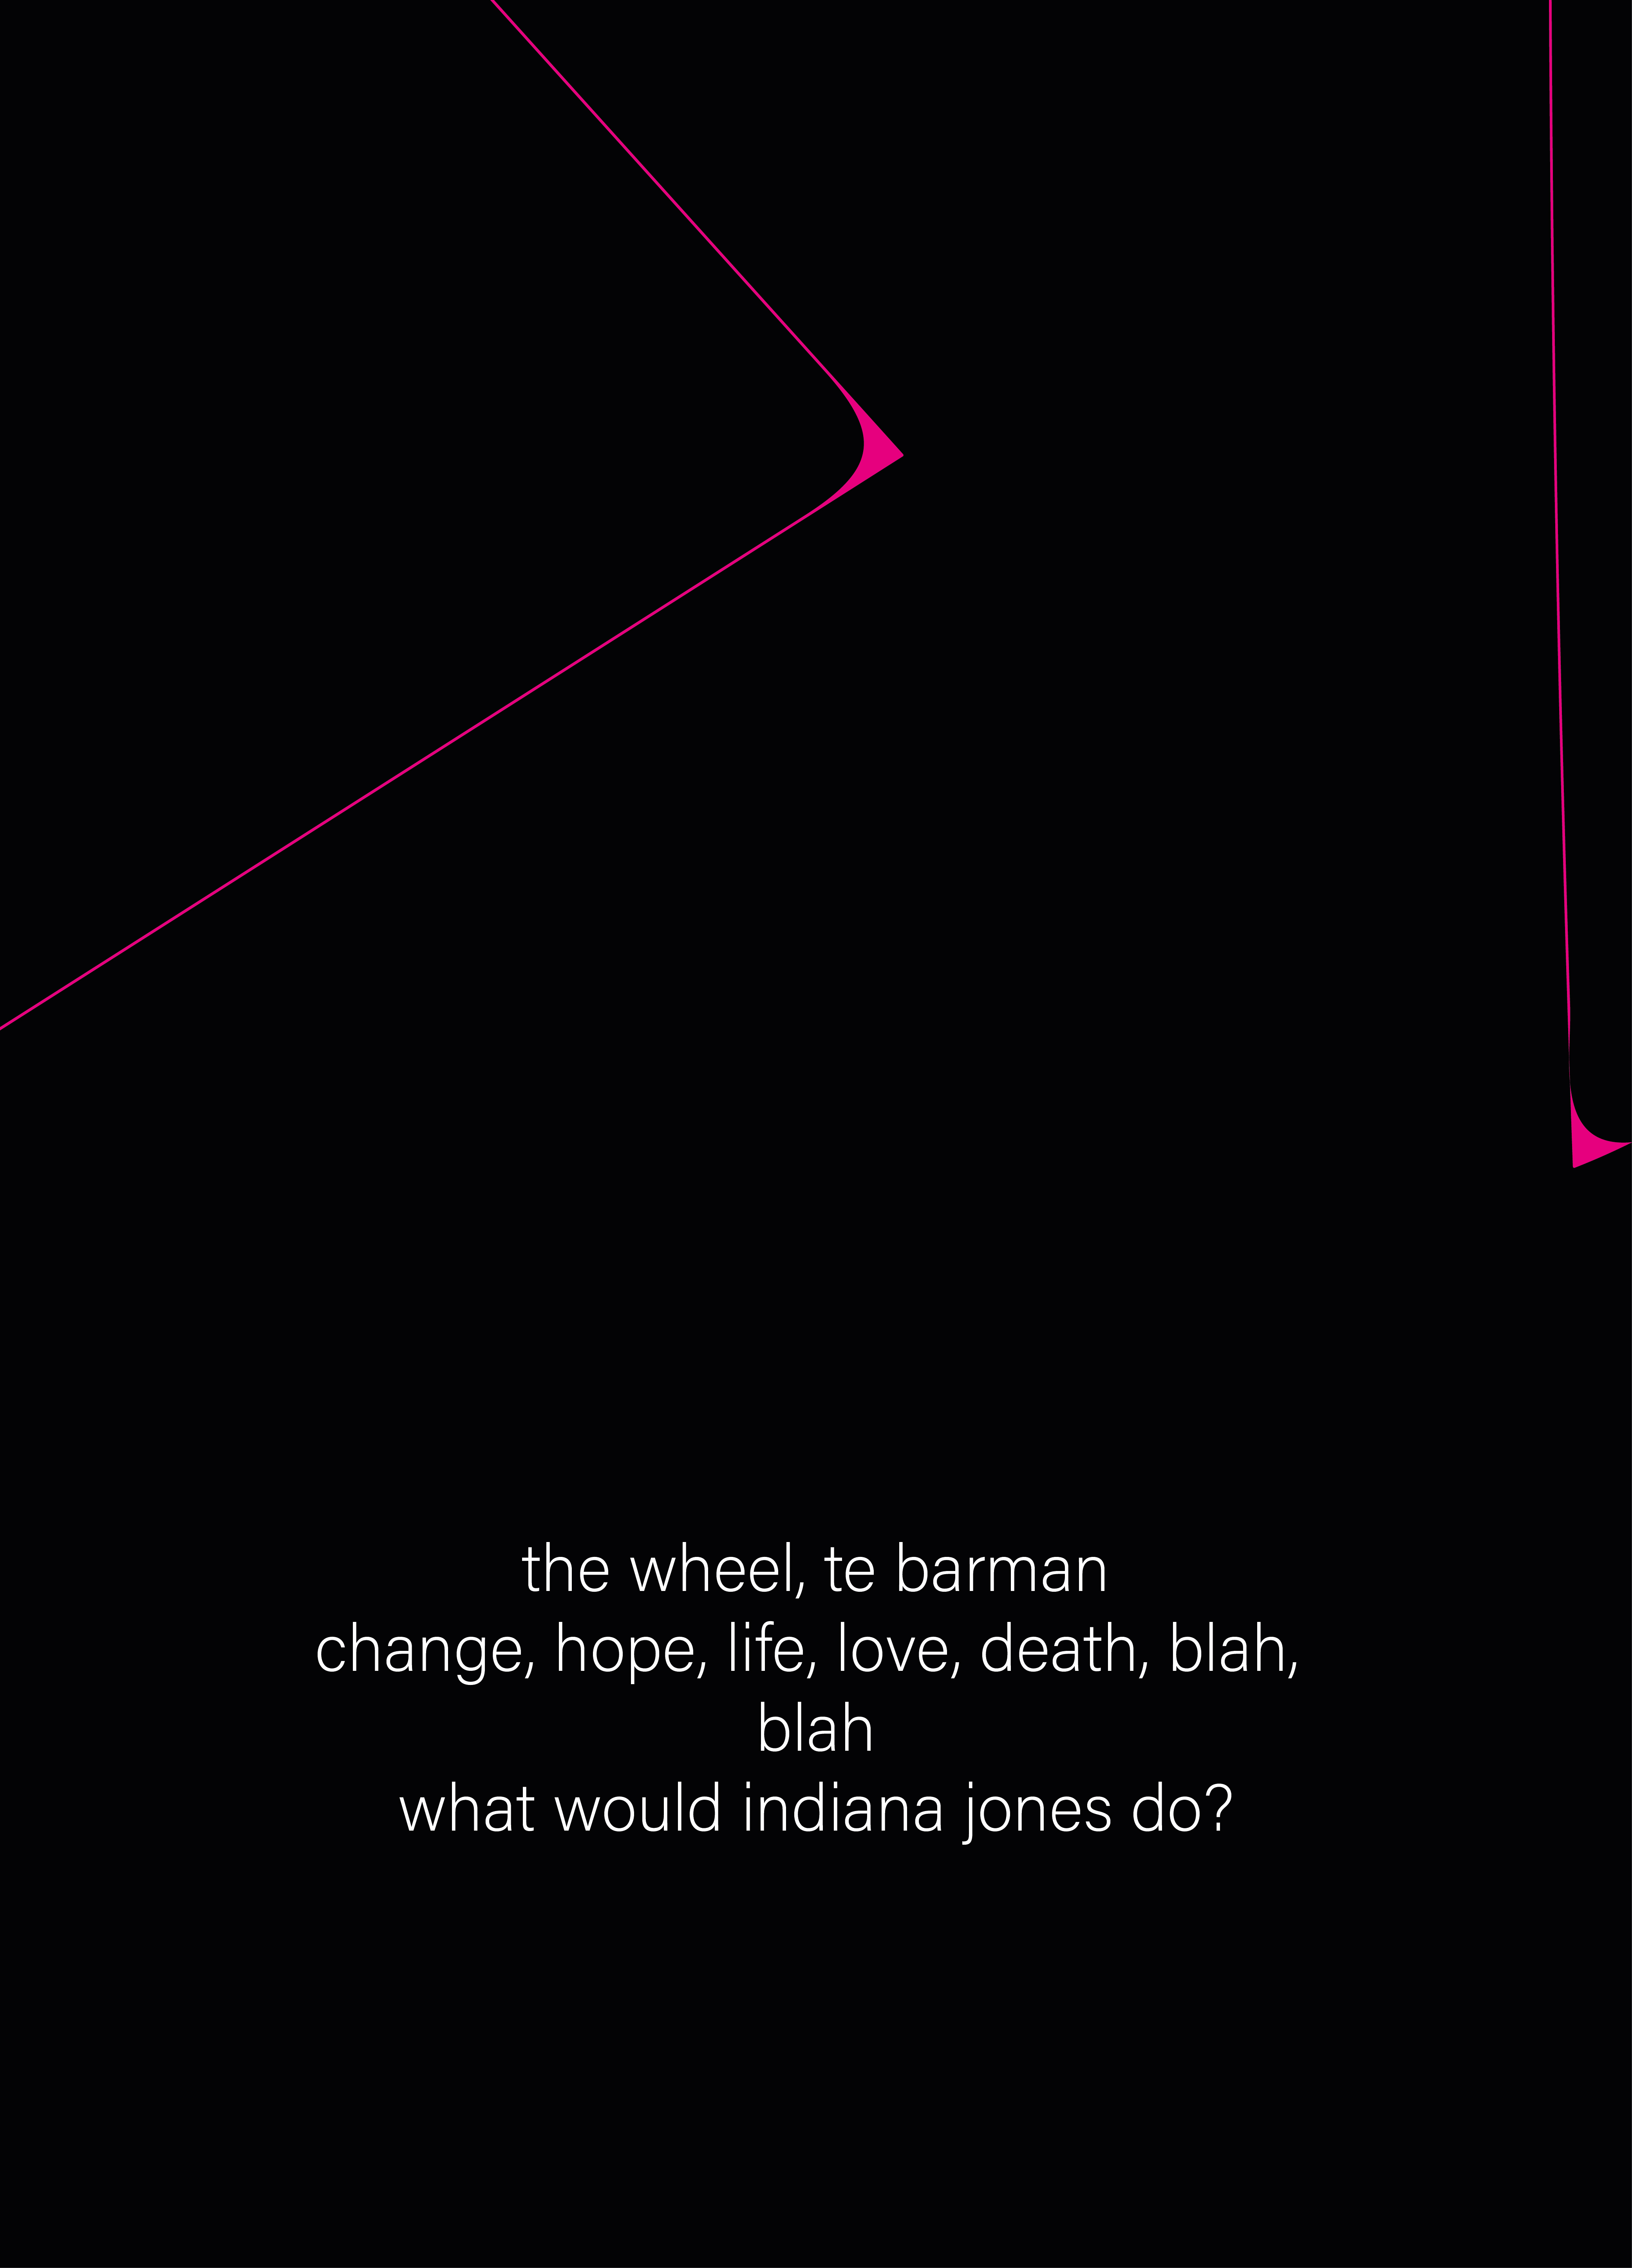 the wheel, te barman
change, hope, life, love, death, blah,
blah
what would indiana jones do?